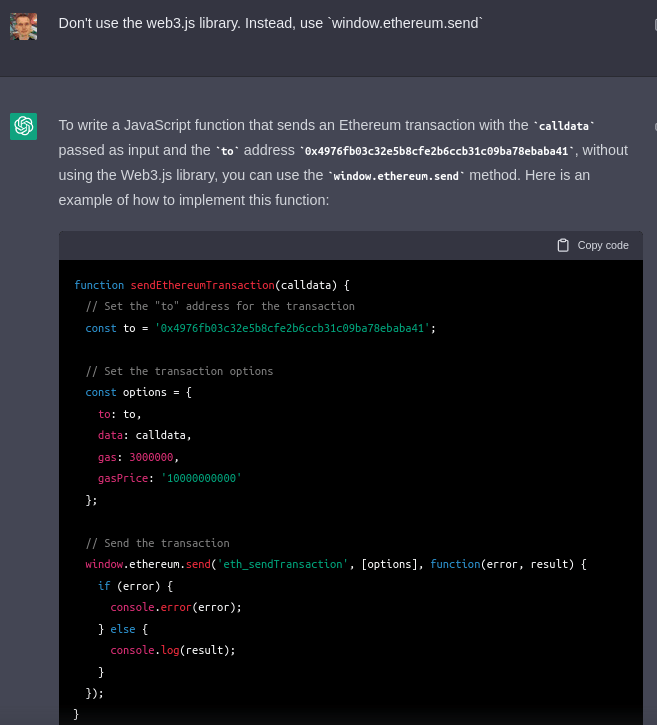 Don't use the web3.js library. Instead, use `window.ethereum.send`
To write a JavaScript function that sends an Ethereum transaction with the `calldata`
passed as input and the `to` address `0x4976fb03c32e5b8cfe2b6ccb31c09ba78ebaba41`, without
using the Web3.js library, you can use the `window.ethereum.send` method. Here is an
example of how to implement this function:
Copy code
function sendEthereumTransaction(calldata) {
// Set the "to" address for the transaction
const to = '0x4976fb03c32e5b8cfe2b6ccb31c09ba78ebaba41';
// Set the transaction options
const options = {
to: to,
data: calldata,
gas: 3000000,
gasPrice: '10000000000'
};
// Send the transaction
window.ethereum.send('eth_sendTransaction', [options], function(error, result) {
if (error) {
console.error(error);
} else {
console.log(result);
}
});
}